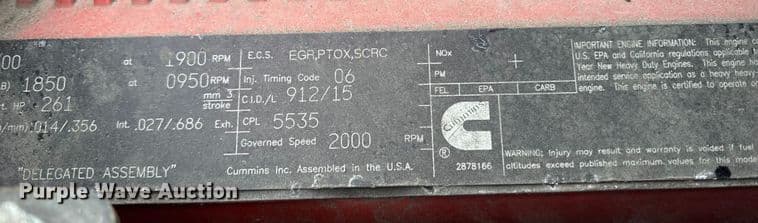 00 at 1900 RPM
B) 1850 at 0950 RPM
t. HP 261 mm 3 stroke
/mm) .014/.356 Int. .027/.686 Exh.
"DELEGATED ASSEMBLY"
E.C.S. EGR,PTOX,SCRC
Inj. Timing Code 06
C.I.D./L 912/15
CPL 5535
Governed Speed 2000 RPM
Cummins Inc. Assembled in the U.S.A.
NOx
PM
FEL EPA CARB
Cummins
®
2878166
IMPORTANT ENGINE INFORMATION: This engine co
U.S. EPA and California regulations applicable
Year New Heavy Duty Engines. This engine ho
intended service application as a heavy heavy-
engine. This engine is certified to operate o
WARNING: Injury may result and warranty is voided if fuel
altitudes exceed published maximum values for this mode
Purple Wave Auction